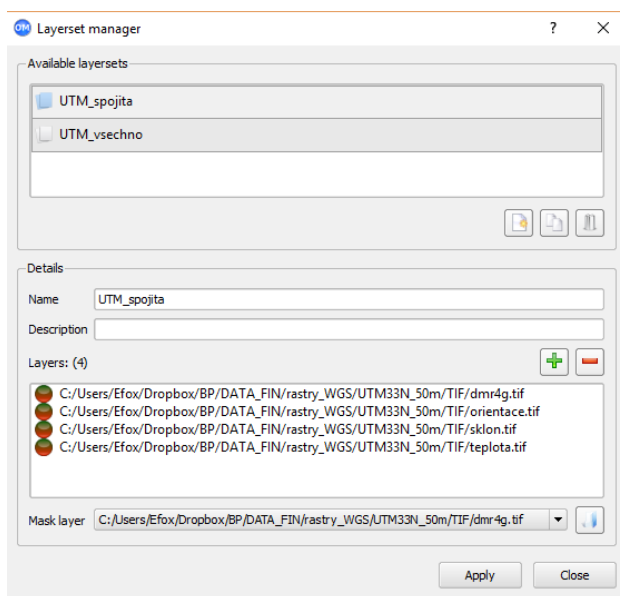 OM Layerset manager ?
Available layersets
UTM_spojita
UTM_vsechno
Details
Name UTM_spojita
Description
Layers: (4)
C:/Users/Efox/Dropbox/BP/DATA_FIN/rastry_WGS/UTM33N_50m/TIF/dmr4g.tif
C:/Users/Efox/Dropbox/BP/DATA_FIN/rastry_WGS/UTM33N_50m/TIF/orientace.tif
C:/Users/Efox/Dropbox/BP/DATA_FIN/rastry_WGS/UTM33N_50m/TIF/sklon.tif
C:/Users/Efox/Dropbox/BP/DATA_FIN/rastry_WGS/UTM33N_50m/TIF/teplota.tif
Mask layer C:/Users/Efox/Dropbox/BP/DATA_FIN/rastry_WGS/UTM33N_50m/TIF/dmr4g.tif
Apply Close